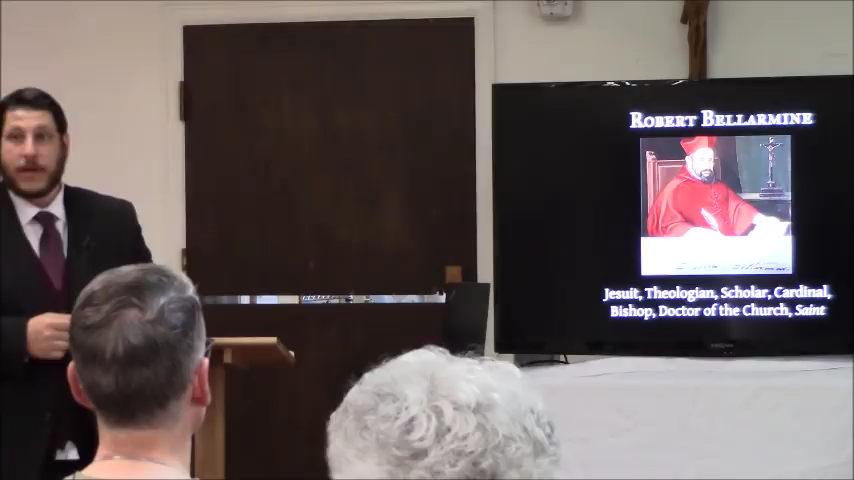 ROBERT BELLARMINE
Jesuit, Theologian, Scholar, Cardinal,
Bishop, Doctor of the Church, Saint